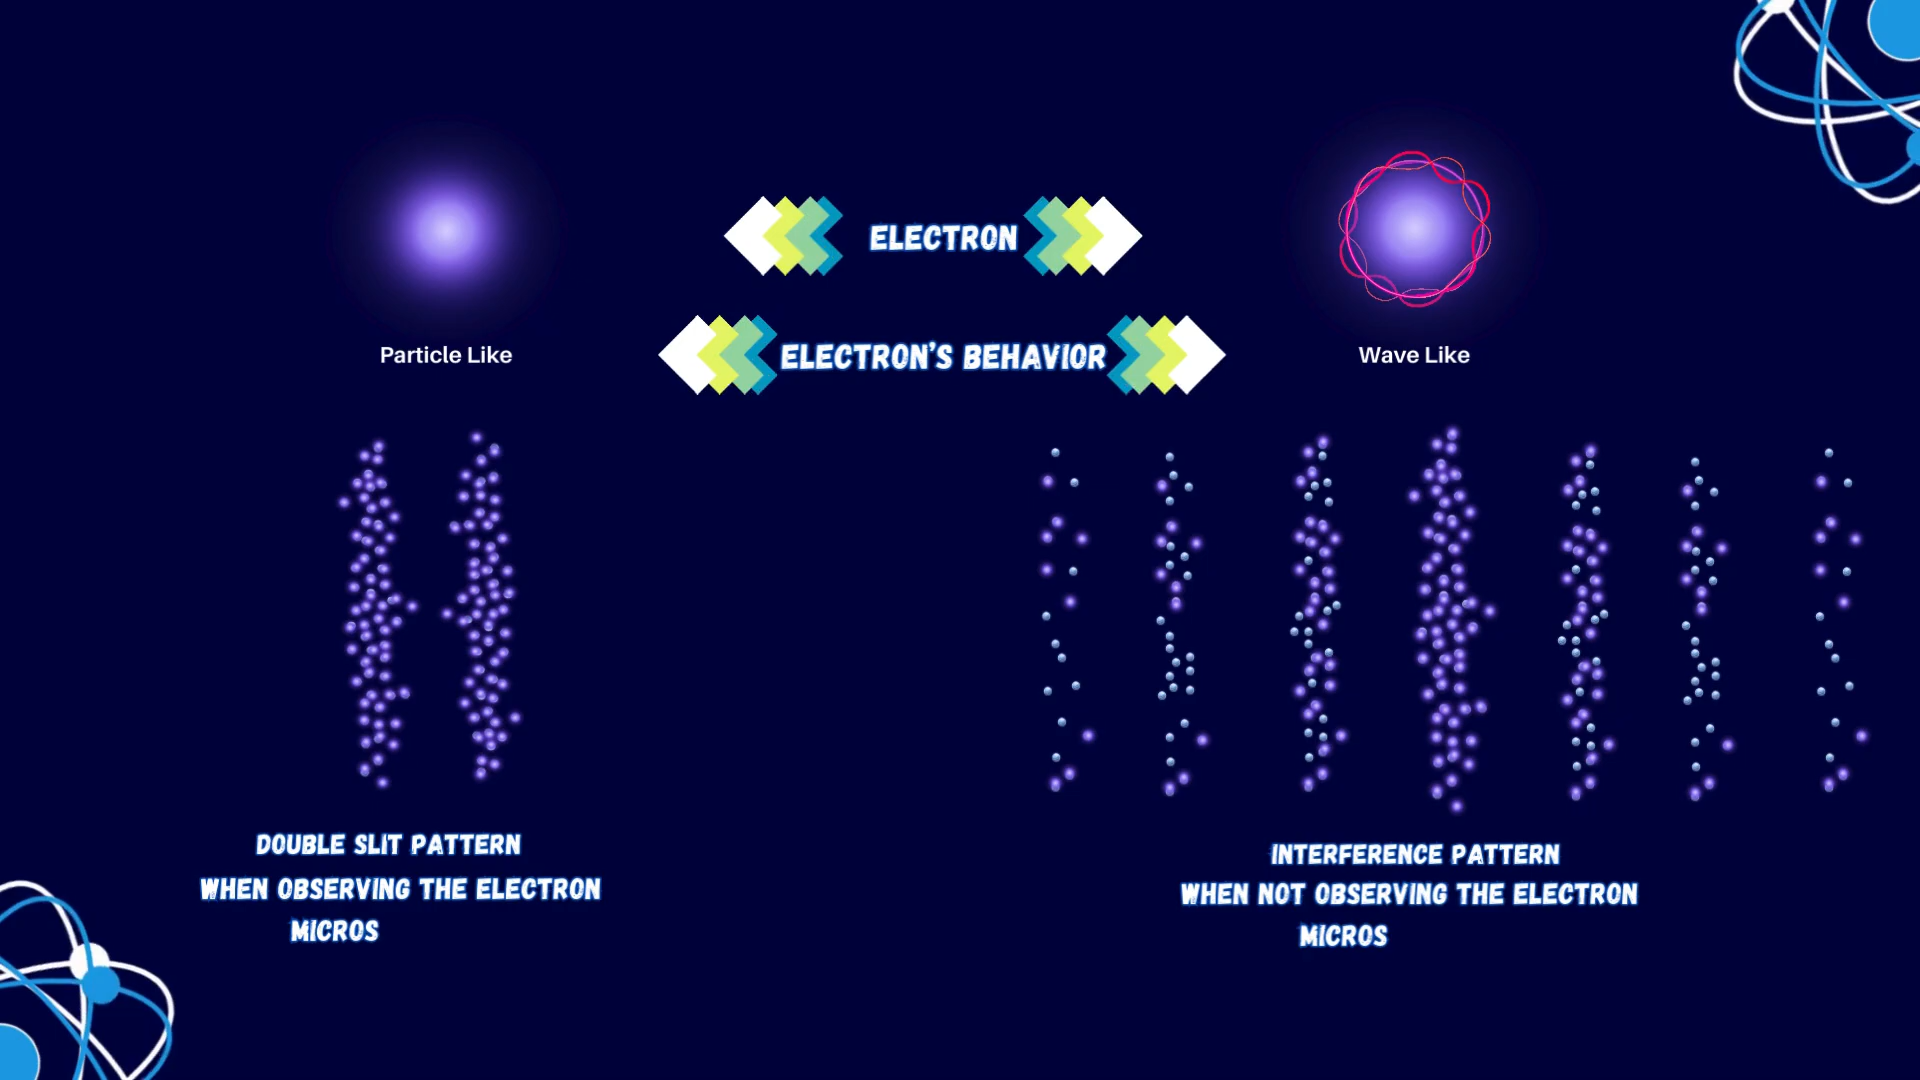 ELECTRON
ELECTRON'S BEHAVIOR
Particle Like
Wave Like
DOUBLE SLIT PATTERN
WHEN OBSERVING THE ELECTRON
MICROS
INTERFERENCE PATTERN
WHEN NOT OBSERVING THE ELECTRON
MICROS